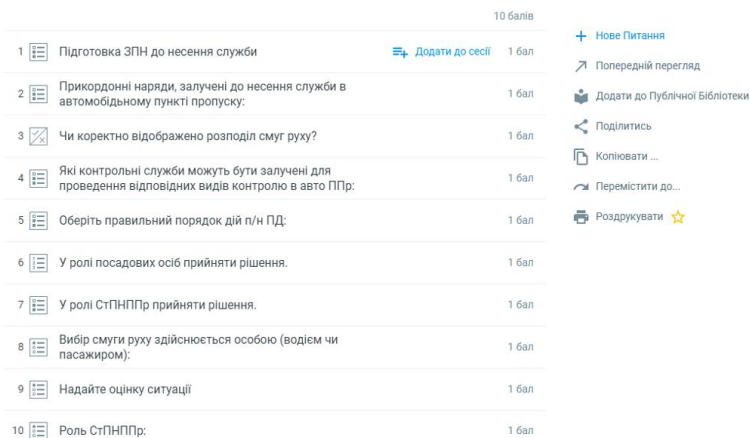 10 балів
1 Підготовка ЗПН до несення служби Додати до сесії 1 бал
2 Прикордонні наряди, залучені до несення служби в
автомобідьному пункті пропуску: 1 бал
3 Чи коректно відображено розподіл смуг руху? 1 бал
4 Які контрольні служби можуть бути залучені для
проведення відповідних видів контролю в авто ППр: 1 бал
5 Оберіть правильний порядок дій п/н ПД: 1 бал
6 У ролі посадових осіб прийняти рішення. 1 бал
7 У ролі СтПНППр прийняти рішення. 1 бал
8 Вибір смуги руху здійснюється особою (водієм чи
пасажиром): 1 бал
9 Надайте оцінку ситуації 1 бал
10 Роль СтПНППр: 1 бал
Нове Питання
Попередній перегляд
Додати до Публічної Бібліотеки
Поділитись
Копіювати ...
Перемістити до...
Роздрукувати